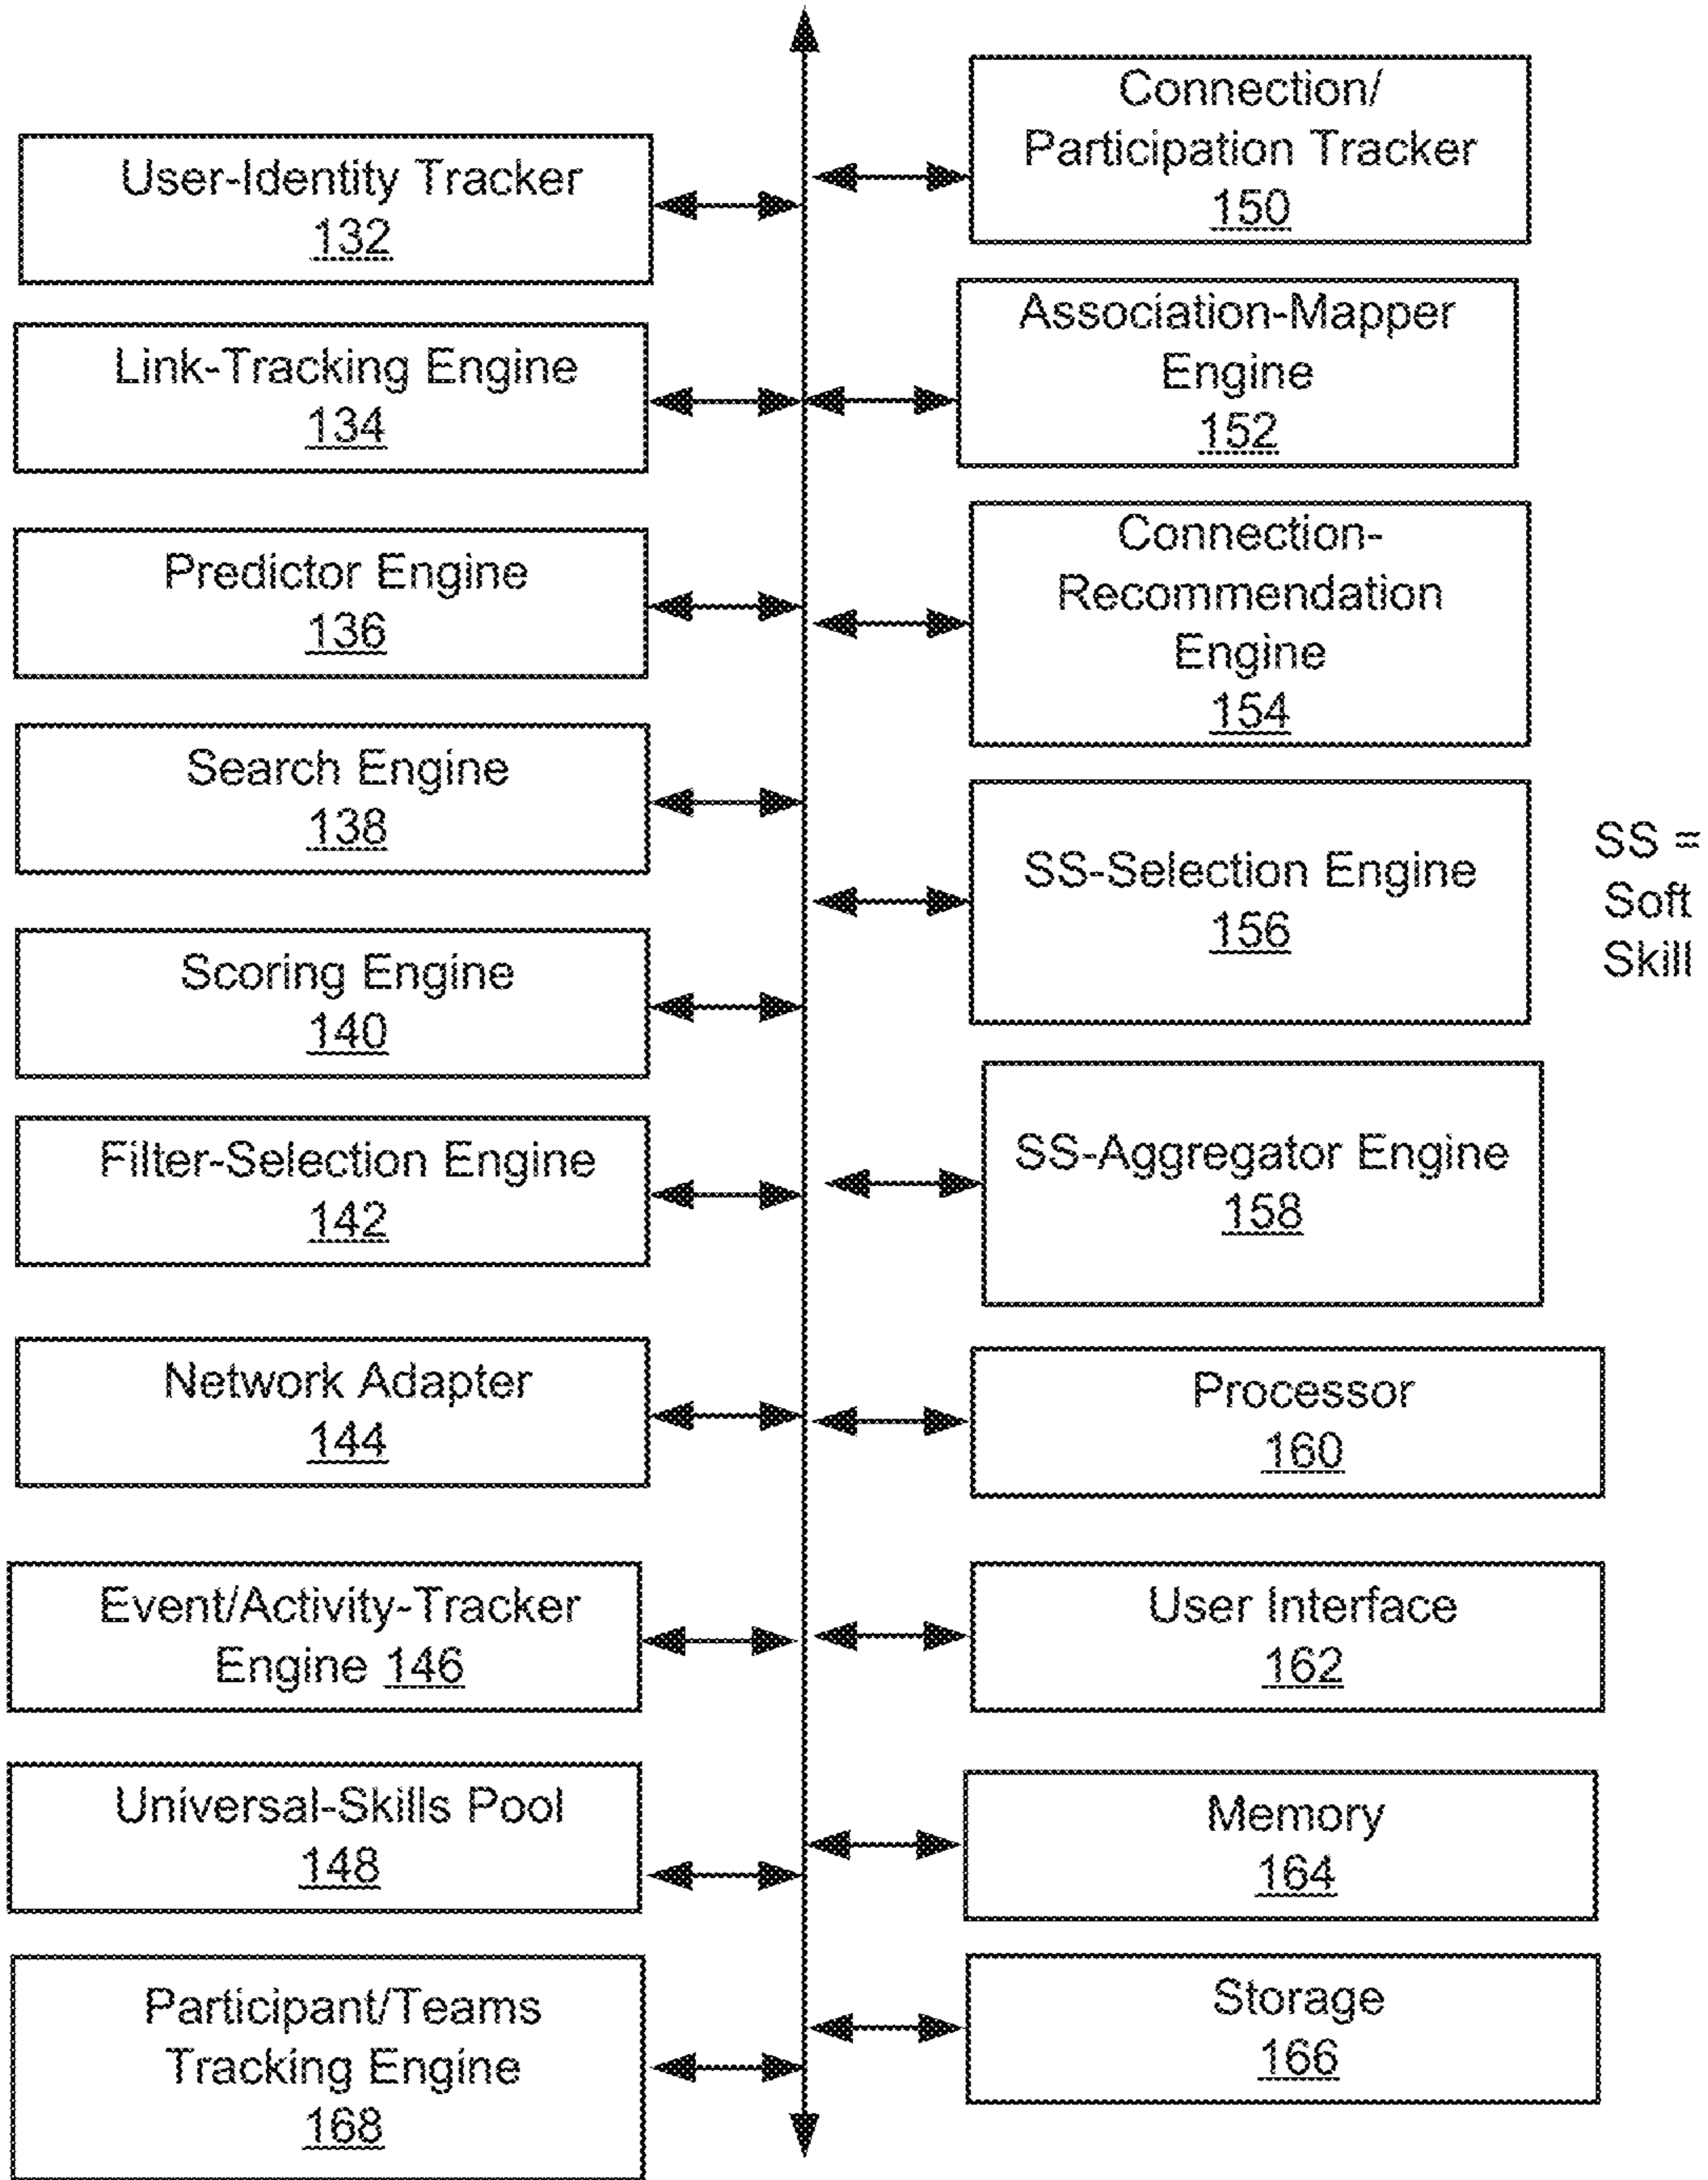 User-Identity Tracker
132
Link-Tracking Engine
134
Predictor Engine
136
Search Engine
138
Scoring Engine
140
Filter-Selection Engine
142
Network Adapter
144
Event/Activity-Tracker
Engine 146
Universal-Skills Pool
148
Participant/Teams
Tracking Engine
168
Connection/
Participation Tracker
150
Association-Mapper
Engine
152
Connection-
Recommendation
Engine
154
SS-Selection Engine
156
SS-Aggregator Engine
158
Processor
160
User Interface
162
Memory
164
Storage
166
SS =
Soft
Skill